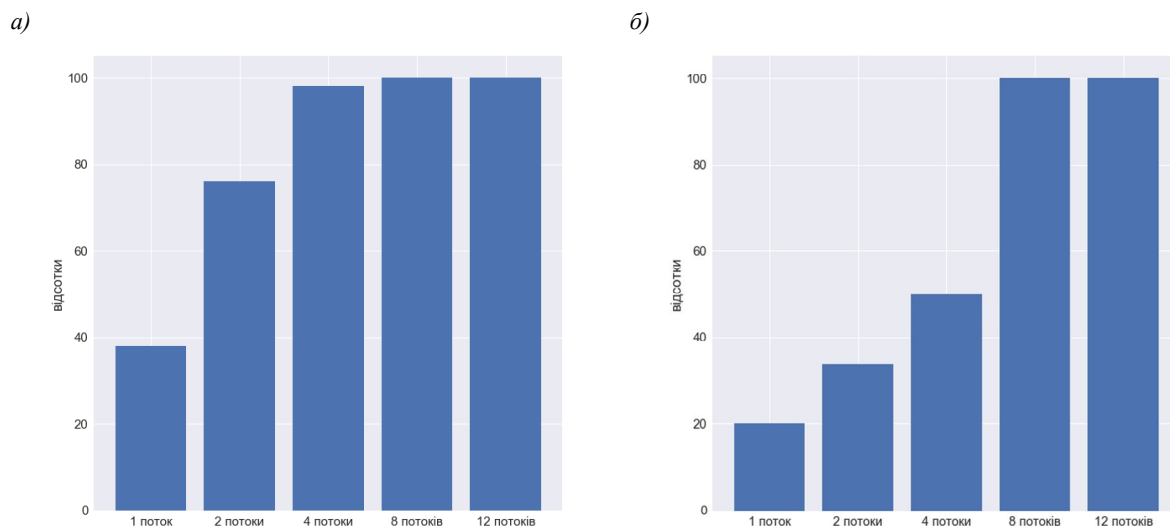 а)
б)
100
80
60
40
20
0
відсотки
1 поток
2 потоки
4 потоки
8 потоків
12 потоків
100
80
60
40
20
0
відсотки
1 поток
2 потоки
4 потоки
8 потоків
12 потоків